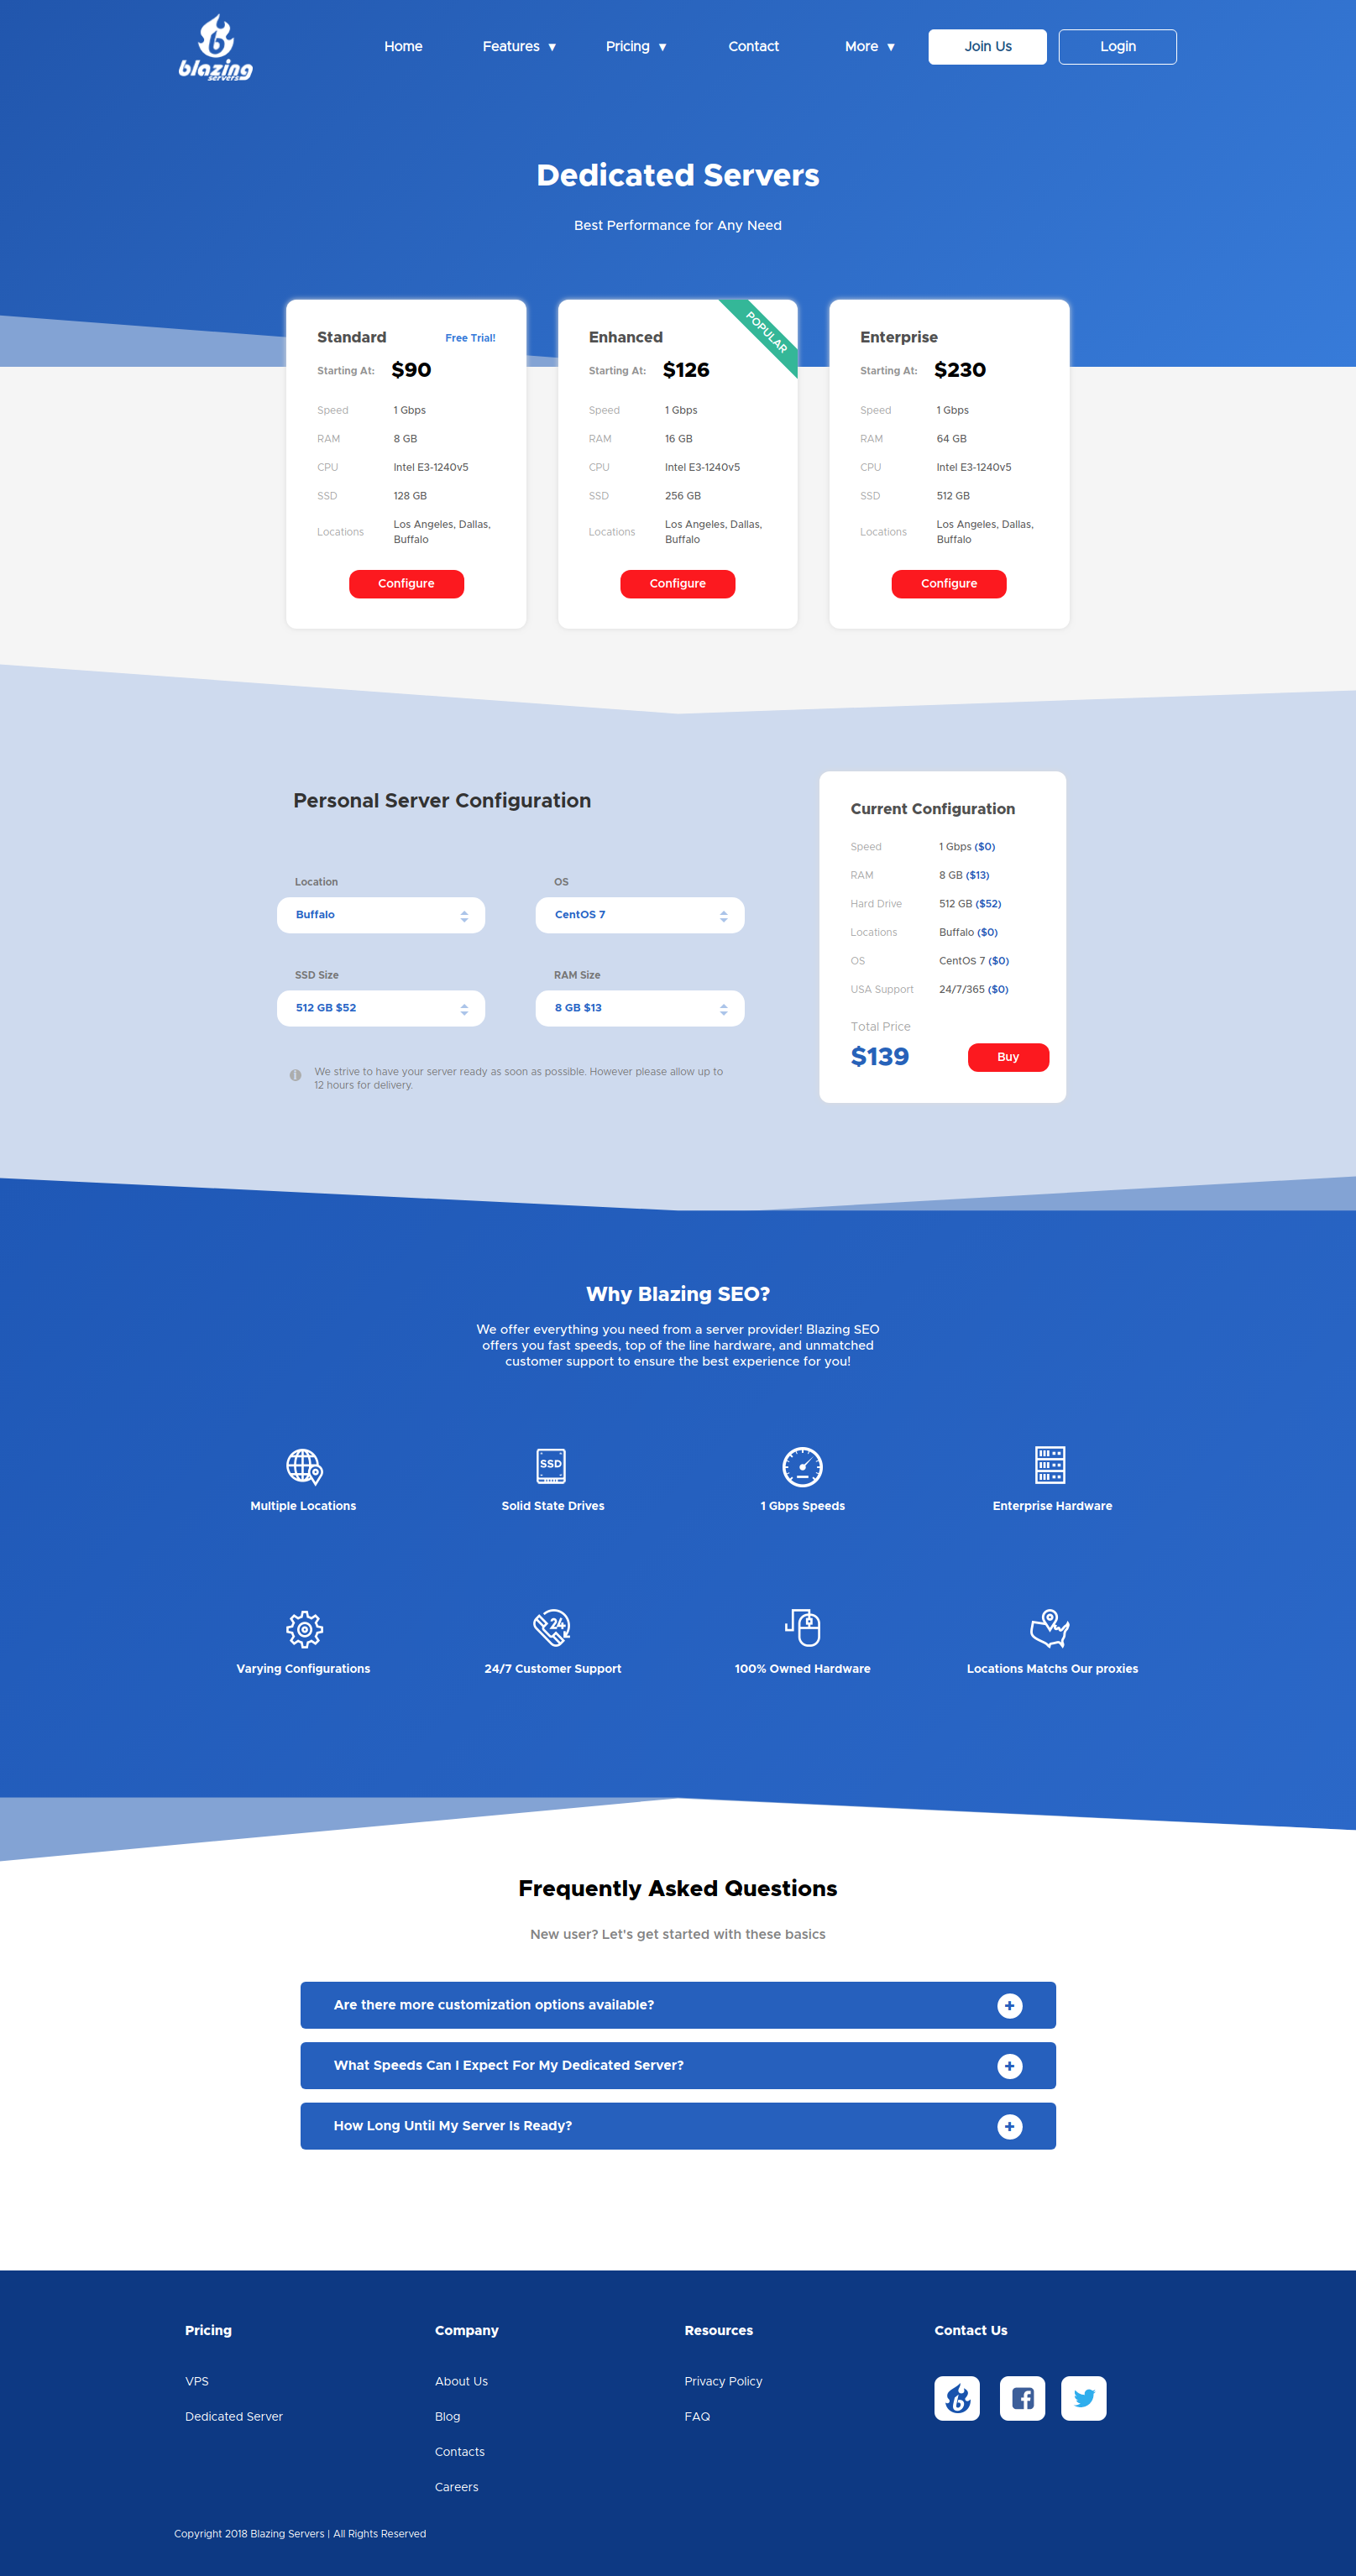 blazing
servers
Home
Features ▼
Pricing ▼
Contact
More ▼
Join Us
Login
Dedicated Servers
Best Performance for Any Need
Standard
Free Trial!
Starting At: $90
Speed 1 Gbps
RAM 8 GB
CPU Intel E3-1240v5
SSD 128 GB
Locations Los Angeles, Dallas,
Buffalo
Configure
Enhanced
POPULAR
Starting At: $126
Speed 1 Gbps
RAM 16 GB
CPU Intel E3-1240v5
SSD 256 GB
Locations Los Angeles, Dallas,
Buffalo
Configure
Enterprise
Starting At: $230
Speed 1 Gbps
RAM 64 GB
CPU Intel E3-1240v5
SSD 512 GB
Locations Los Angeles, Dallas,
Buffalo
Configure
Personal Server Configuration
Location
Buffalo
OS
CentOS 7
SSD Size
512 GB $52
RAM Size
8 GB $13
We strive to have your server ready as soon as possible. However please allow up to
12 hours for delivery.
Current Configuration
Speed 1 Gbps ($0)
RAM 8 GB ($13)
Hard Drive 512 GB ($52)
Locations Buffalo ($0)
OS CentOS 7 ($0)
USA Support 24/7/365 ($0)
Total Price
$139
Buy
Why Blazing SEO?
We offer everything you need from a server provider! Blazing SEO
offers you fast speeds, top of the line hardware, and unmatched
customer support to ensure the best experience for you!
Multiple Locations
SSD
Solid State Drives
1 Gbps Speeds
Enterprise Hardware
Varying Configurations
24
24/7 Customer Support
100% Owned Hardware
Locations Matchs Our proxies
Frequently Asked Questions
New user? Let's get started with these basics
Are there more customization options available?
What Speeds Can I Expect For My Dedicated Server?
How Long Until My Server Is Ready?
Pricing
VPS
Dedicated Server
Company
About Us
Blog
Contacts
Careers
Resources
Privacy Policy
FAQ
Contact Us
Copyright 2018 Blazing Servers | All Rights Reserved